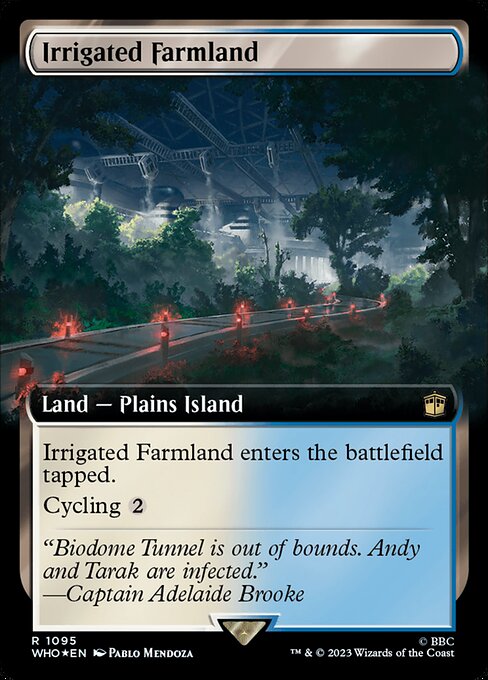 Irrigated Farmland
Land — Plains Island
Irrigated Farmland enters the battlefield
tapped.
Cycling 2
“Biodome Tunnel is out of bounds. Andy
and Tarak are infected.”
—Captain Adelaide Brooke
R 1095
WHO★EN Pablo Mendoza
© BBC
™ & © 2023 Wizards of the Coast